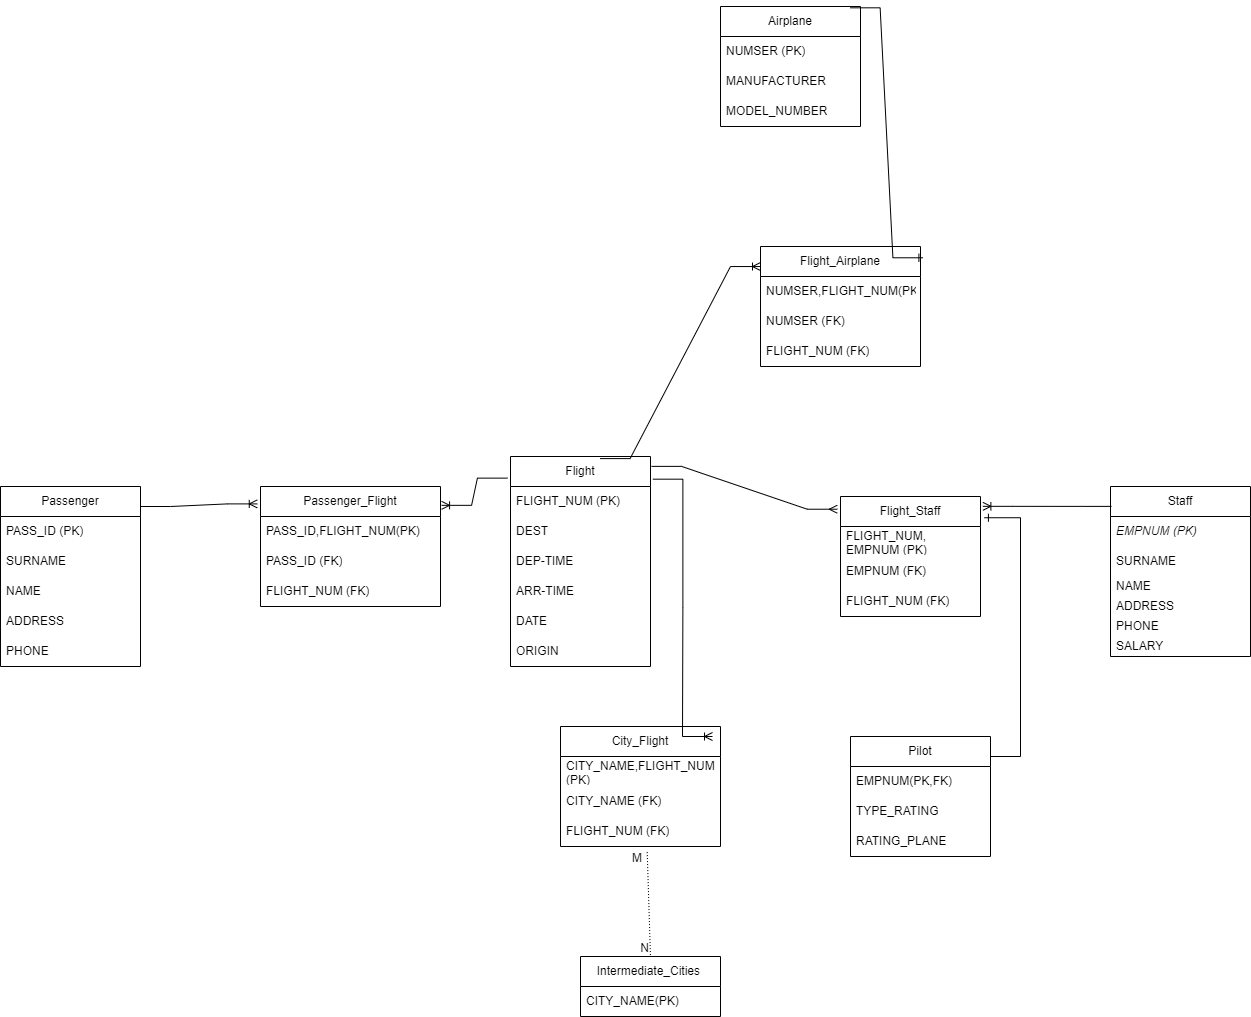 Airplane
NUMSER (PK)
MANUFACTURER
MODEL_NUMBER
Flight_Airplane
NUMSER,FLIGHT_NUM(PK
NUMSER (FK)
FLIGHT_NUM (FK)
Passenger
PASS_ID (PK)
SURNAME
NAME
ADDRESS
PHONE
Passenger_Flight
PASS_ID,FLIGHT_NUM(PK)
PASS_ID (FK)
FLIGHT_NUM (FK)
Flight
FLIGHT_NUM (PK)
DEST
DEP-TIME
ARR-TIME
DATE
ORIGIN
Flight_Staff
FLIGHT_NUM,
EMPNUM (PK)
EMPNUM (FK)
FLIGHT_NUM (FK)
Staff
EMPNUM (PK)
SURNAME
NAME
ADDRESS
PHONE
SALARY
City_Flight
CITY_NAME,FLIGHT_NUM
(PK)
CITY_NAME (FK)
FLIGHT_NUM (FK)
Pilot
EMPNUM(PK,FK)
TYPE_RATING
RATING_PLANE
M
N
Intermediate_Cities
CITY_NAME(PK)